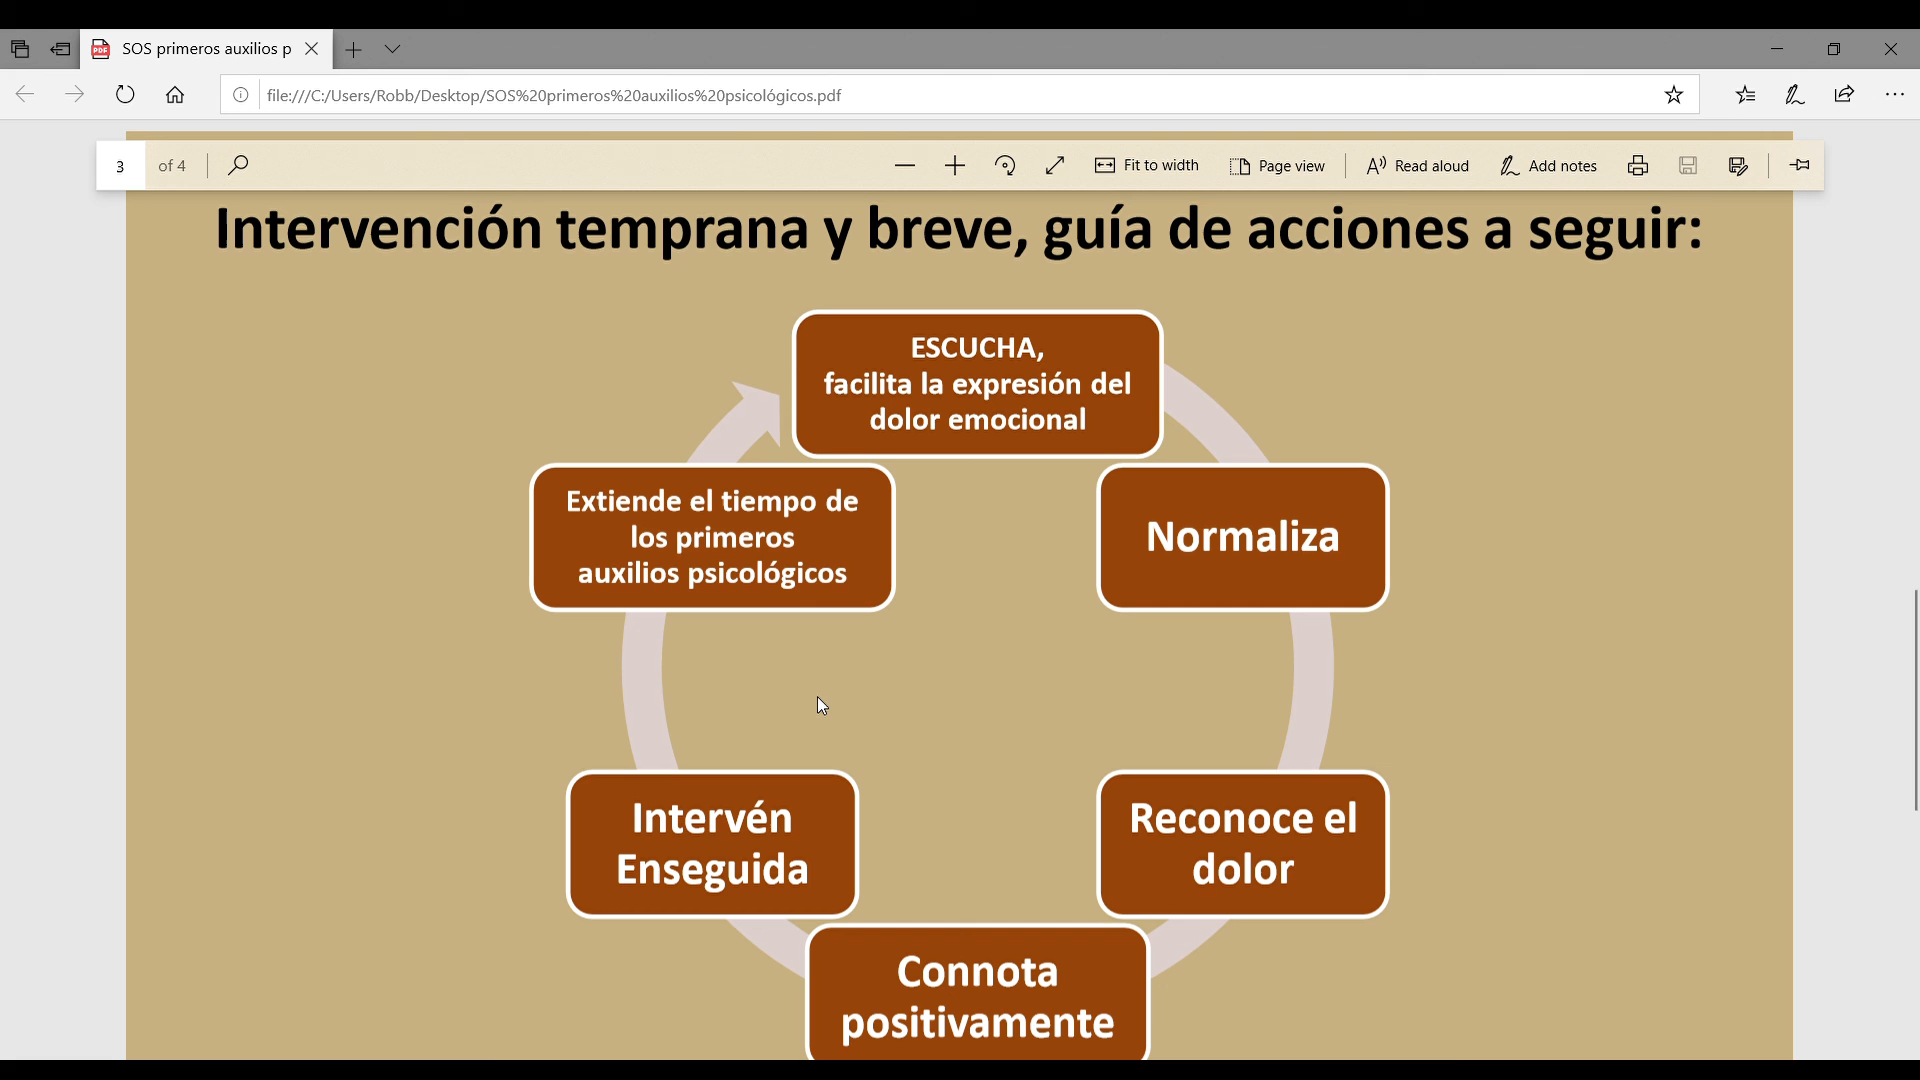 SOS primeros auxilios p
file:///C:/Users/Robb/Desktop/SOS%20primeros%20auxilios%20psicológicos.pdf
3 of 4
Fit to width
Page view
Read aloud
Add notes
Intervención temprana y breve, guía de acciones a seguir:
ESCUCHA,
facilita la expresión del
dolor emocional
Normaliza
Reconoce el
dolor
Connota
positivamente
Intervén
Enseguida
Extiende el tiempo de
los primeros
auxilios psicológicos